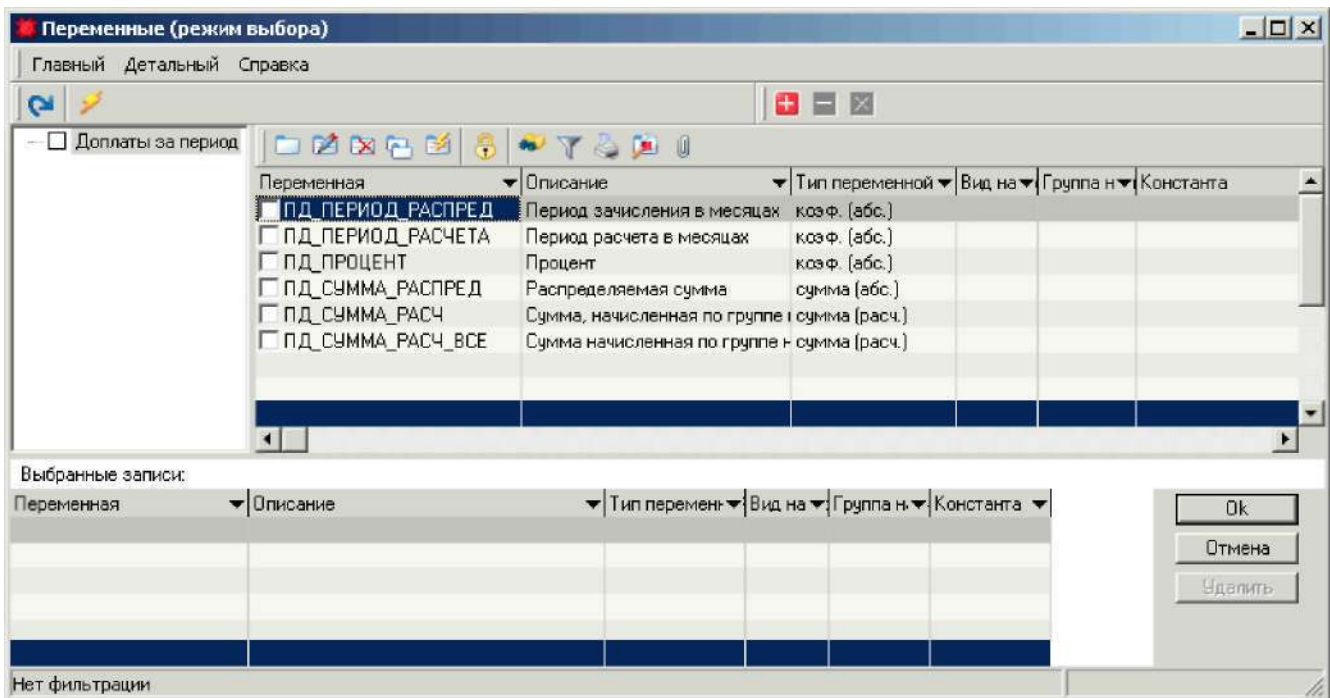 Переменные (режим выбора)
Главный Детальный Справка
Доплаты за период
Переменная Описание Тип переменной Вид на Группа н Константа
ПД_ПЕРИОД_РАСПРЕД Период зачисления в месяцах коэф. (абс.)
ПД_ПЕРИОД_РАСЧЕТА Период расчета в месяцах коэф. (абс.)
ПД_ПРОЦЕНТ Процент коэф. (абс.)
ПД_СУММА_РАСПРЕД Распределяемая сумма сумма (абс.)
ПД_СУММА_РАСЧ Сумма, начисленная по группе сумма (расч.)
ПД_СУММА_РАСЧ_ВСЕ Сумма начисленная по группе н сумма (расч.)
Выбранные записи:
Переменная Описание Тип перемен Вид на Группа н Константа
Ok
Отмена
Удалить
Нет фильтрации